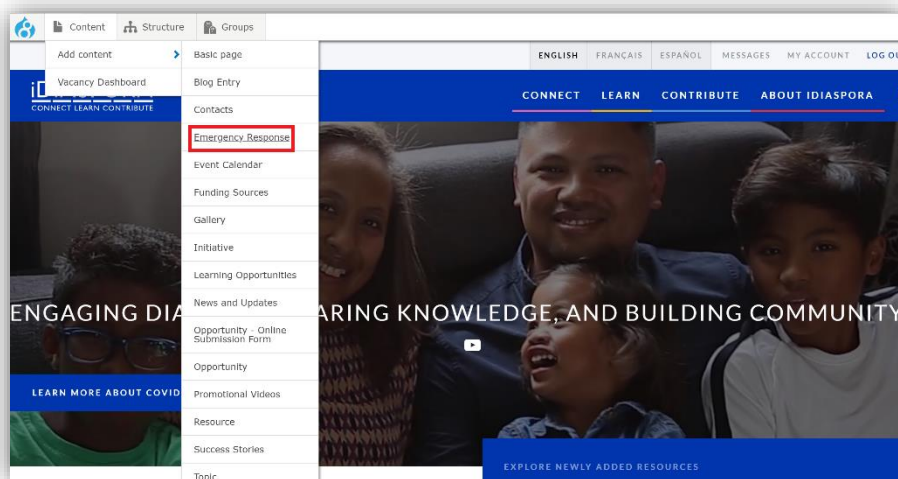 Content Structure Groups
Add content
Vacancy Dashboard
Basic page
Blog Entry
Contacts
Emergency Response
Event Calendar
Funding Sources
Gallery
Initiative
Learning Opportunities
News and Updates
Opportunity - Online
Submission Form
Opportunity
Promotional Videos
Resource
Success Stories
Topic
ENGLISH FRANÇAIS ESPAÑOL MESSAGES MY ACCOUNT LOG OU
CONNECT LEARN CONTRIBUTE
CONNECT LEARN CONTRIBUTE ABOUT IDIASPORA
ENGAGING DIA ARING KNOWLEDGE, AND BUILDING COMMUNITY
LEARN MORE ABOUT COVID
EXPLORE NEWLY ADDED RESOURCES